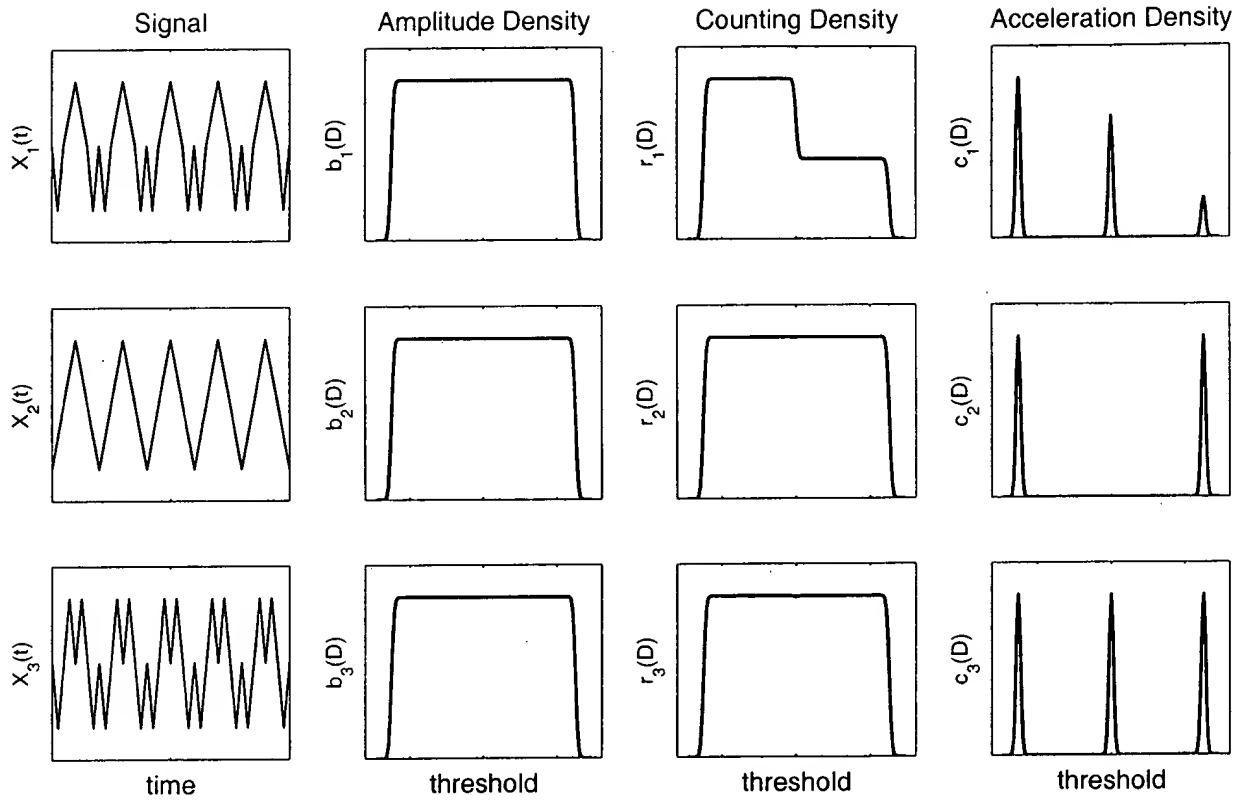 Signal
Amplitude Density
Counting Density
Acceleration Density
X₁(t)
b₁(D)
r₁(D)
c₁(D)
X₂(t)
b₂(D)
r₂(D)
c₂(D)
X₃(t)
b₃(D)
r₃(D)
c₃(D)
time
threshold
threshold
threshold